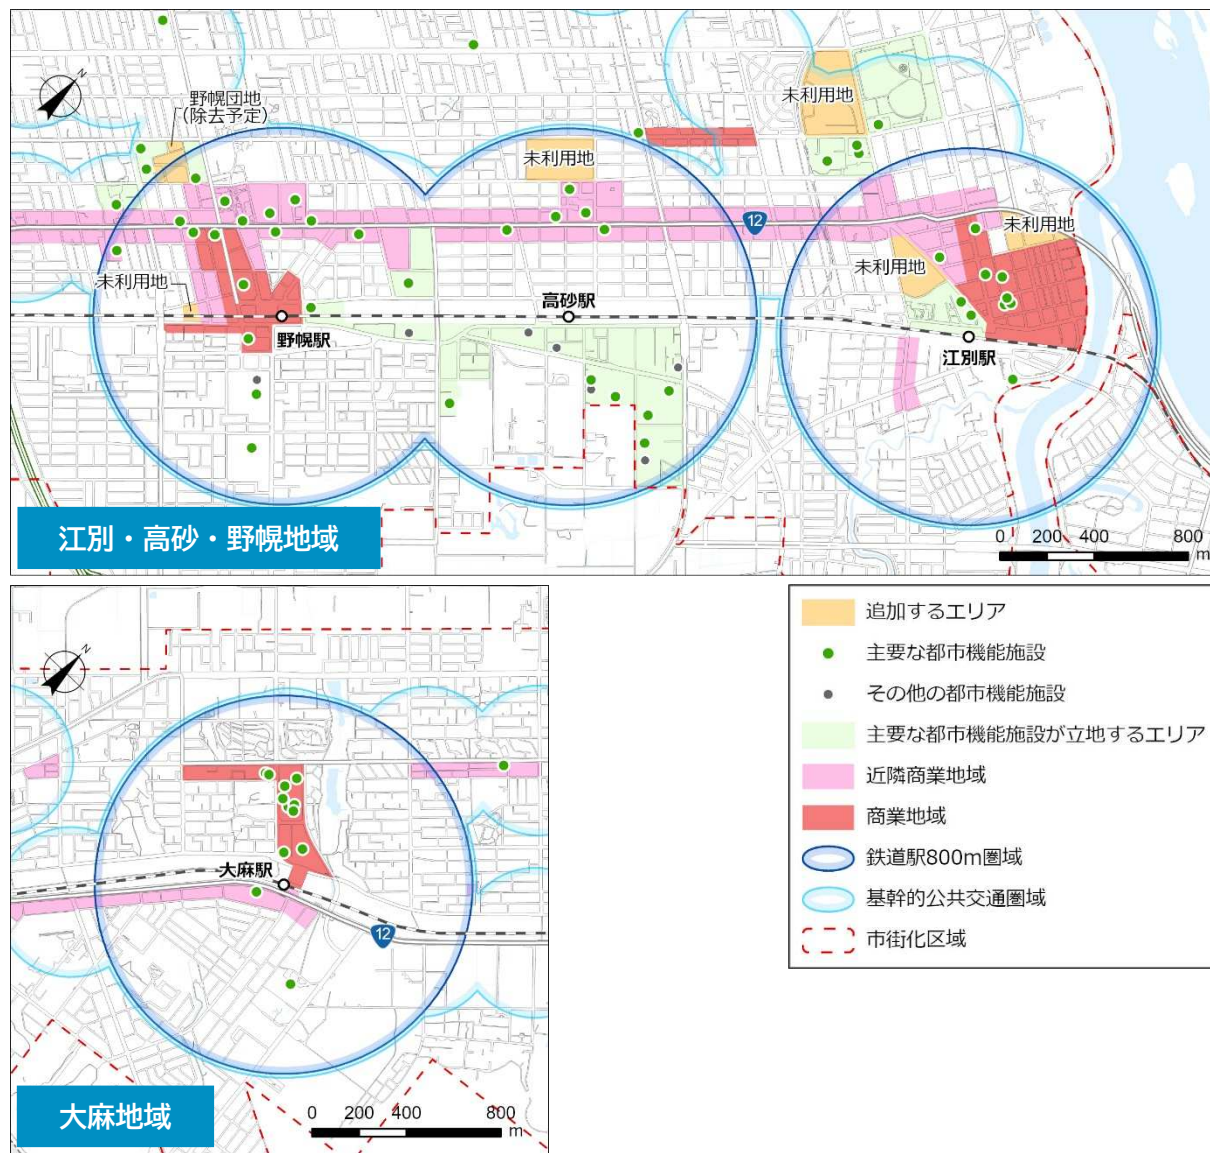 N
野幌団地
(除去予定)
未利用地
未利用地
12
未利用地
未利用地
未利用地
高砂駅
野幌駅
江別駅
江別・高砂・野幌地域
0 200 400 800
m
N
大麻駅
12
大麻地域
0 200 400 800
m
追加するエリア
主要な都市機能施設
その他の都市機能施設
主要な都市機能施設が立地するエリア
近隣商業地域
商業地域
鉄道駅800m圏域
基幹的公共交通圏域
市街化区域